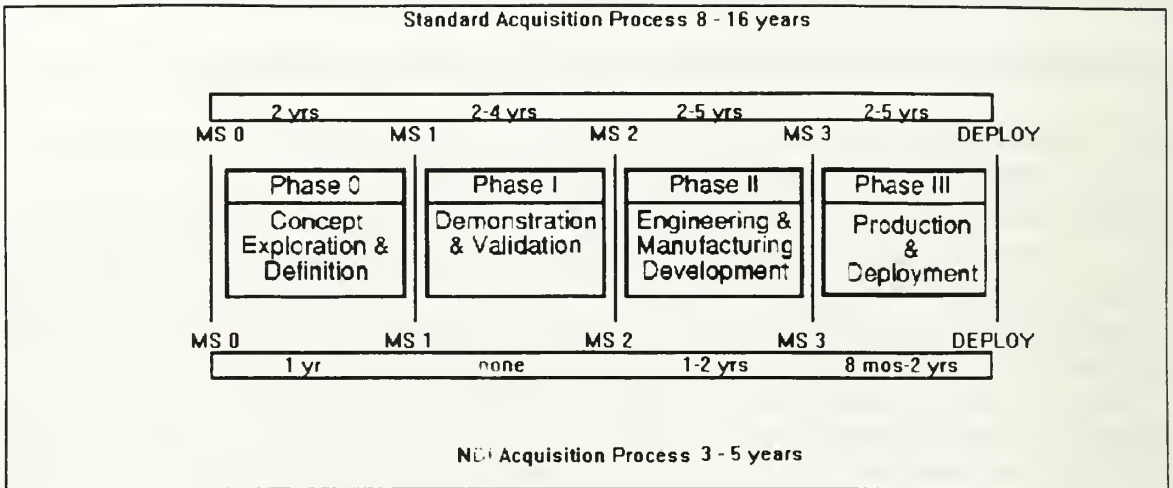 Standard Acquisition Process 8 - 16 years
2 yrs 2-4 yrs 2-5 yrs 2-5 yrs
MS 0 MS 1 MS 2 MS 3 DEPLOY
Phase 0 Phase I Phase II Phase III
Concept Exploration & Definition
Demonstration & Validation
Engineering & Manufacturing Development
Production & Deployment
MS 0 MS 1 MS 2 MS 3 DEPLOY
1 yr none 1-2 yrs 8 mos-2 yrs
NDI Acquisition Process 3 - 5 years